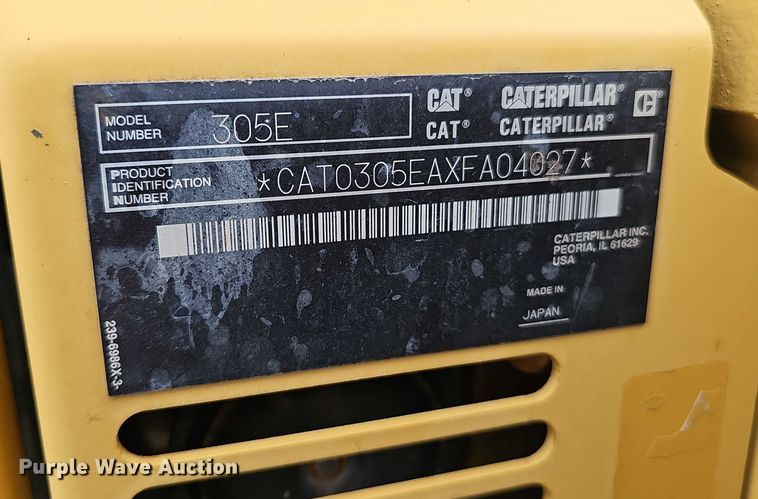 MODEL NUMBER 305E
CAT® CATERPILLAR® C®
CAT® CATERPILLAR®
PRODUCT IDENTIFICATION NUMBER *CAT0305EAXFA04027*
CATERPILLAR INC.
PEORIA, IL 61629
USA
MADE IN
JAPAN
239-6986X-3-
Purple Wave Auction